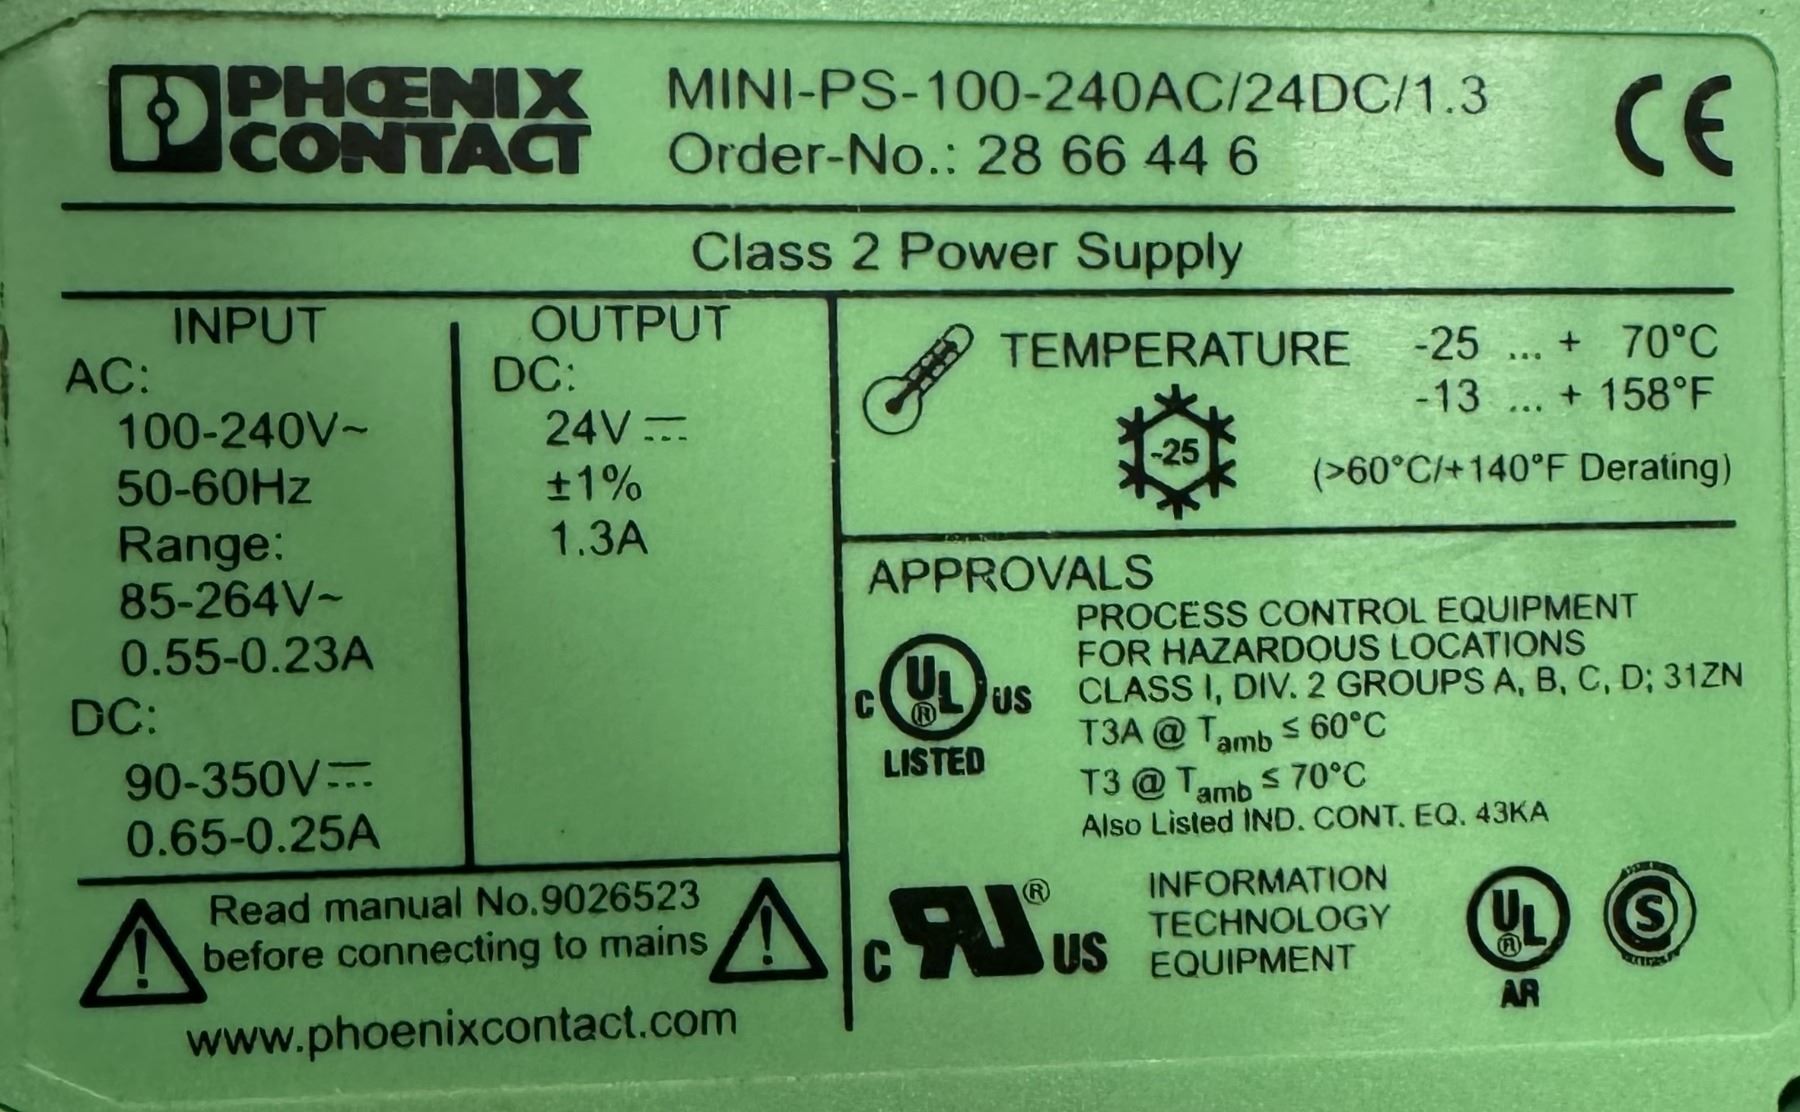 PHŒNIX
CONTACT
MINI-PS-100-240AC/24DC/1.3
Order-No.: 28 66 44 6
CE
Class 2 Power Supply
INPUT
AC:
100-240V~
50-60Hz
Range:
85-264V~
0.55-0.23A
DC:
90-350V⎓
0.65-0.25A
OUTPUT
DC:
24V⎓
±1%
1.3A
TEMPERATURE -25 ... + 70°C
-13 ... + 158°F
-25
(>60°C/+140°F Derating)
APPROVALS
C UL ® US
LISTED
PROCESS CONTROL EQUIPMENT
FOR HAZARDOUS LOCATIONS
CLASS I, DIV. 2 GROUPS A, B, C, D; 31ZN
T3A @ Tamb ≤ 60°C
T3 @ Tamb ≤ 70°C
Also Listed IND. CONT. EQ. 43KA
C RU ® US
INFORMATION
TECHNOLOGY
EQUIPMENT
UL ®
AR
S
Read manual No.9026523
before connecting to mains
www.phoenixcontact.com